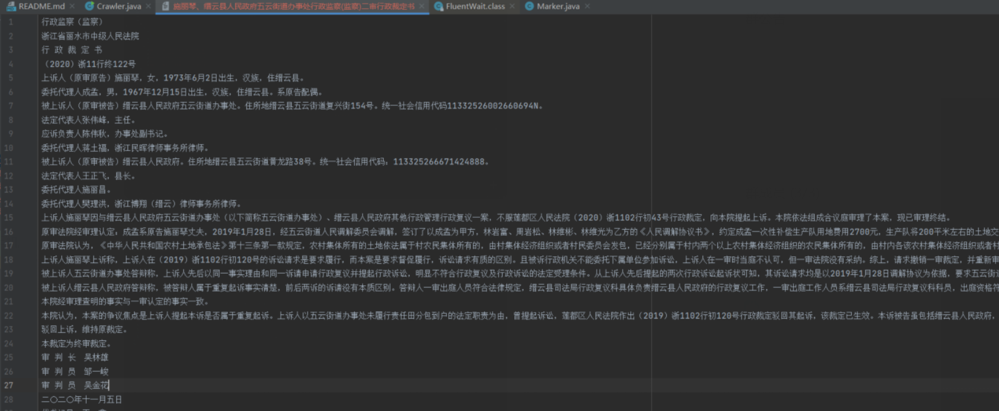 README.md
Crawler.java
施丽琴、缙云县人民政府五云街道办事处行政监察(监察)二审行政裁定书
FluentWait.class
Marker.java
1 行政监察（监察）
2 浙江省丽水市中级人民法院
3 行 政 裁 定 书
4 （2020）浙11行终122号
5 上诉人（原审原告）施丽琴，女，1973年6月2日出生，汉族，住缙云县。
6 委托代理人成孟，男，1967年12月15日出生，汉族，住缙云县。系原告配偶。
7 被上诉人（原审被告）缙云县人民政府五云街道办事处。住所地缙云县五云街道复兴街154号。统一社会信用代码11332526002660694N。
8 法定代表人张伟峰，主任。
9 应诉负责人陈伟秋，办事处副书记。
10 委托代理人蒋土福，浙江民晖律师事务所律师。
11 被上诉人（原审被告）缙云县人民政府。住所地缙云县五云街道黄龙路38号。统一社会信用代码：113325266671424888。
12 法定代表人王正飞，县长。
13 委托代理人施丽昌。
14 委托代理人樊理洪，浙江博翔（缙云）律师事务所律师。
15 上诉人施丽琴因与缙云县人民政府五云街道办事处（以下简称五云街道办事处）、缙云县人民政府其他行政管理行政复议一案，不服莲都区人民法院（2020）浙1102行初43号行政裁定，向本院提起上诉。本院依法组成合议庭审理了本案，现已审理终结。
16 原审法院经审理认定：成孟系原告施丽琴丈夫，2019年1月28日，经五云街道人民调解委员会调解，签订了以成孟为甲方，林岩富、周岩松、林维彬、林维光为乙方的《人民调解协议书》，约定成孟一次性补偿生产队用地费用2700元，生产队将200平米左右的土地交
17 原审法院认为，《中华人民共和国农村土地承包法》第十三条第一款规定，农村集体所有的土地依法属于村农民集体所有的，由村集体经济组织或者村民委员会发包，已经分别属于村内两个以上农村集体经济组织的农民集体所有的，由村内各该农村集体经济组织或者村
18 上诉人施丽琴上诉称，上诉人在（2019）浙1102行初120号的诉讼请求是要求履行，而本案是要求督促履行，诉讼请求有质的区别。且被诉行政机关不能委托下属单位参加诉讼，上诉人在一审时当庭不认可，但一审法院没有采纳。综上，请求撤销一审裁定，并重新审
19 被上诉人五云街道办事处答辩称，上诉人先后以同一事实理由和同一诉请申请行政复议并提起行政诉讼，明显不符合行政复议及行政诉讼的法定受理条件。从上诉人先后提起的两次行政诉讼起诉状可知，其诉讼请求均是以2019年1月28日调解协议为依据，要求五云街
20 被上诉人缙云县人民政府答辩称，被答辩人属于重复起诉事实清楚，前后两诉的诉请没有本质区别。答辩人一审出庭人员符合法律规定，缙云县司法局行政复议科具体负责缙云县人民政府的行政复议工作，一审出庭工作人员系缙云县司法局行政复议科科员，出庭资格符
21 本院经审理查明的事实与一审认定的事实一致。
22 本院认为，本案的争议焦点是上诉人提起本诉是否属于重复起诉。上诉人以五云街道办事处未履行责任田分包到户的法定职责为由，曾提起诉讼，莲都区人民法院作出（2019）浙1102行初120号行政裁定驳回其起诉，该裁定已生效。本诉被告虽包括缙云县人民政府，
23 驳回上诉，维持原裁定。
24 本裁定为终审裁定。
25 审 判 长 吴林雄
26 审 判 员 邹一峻
27 审 判 员 吴金花
28 二〇二〇年十一月五日